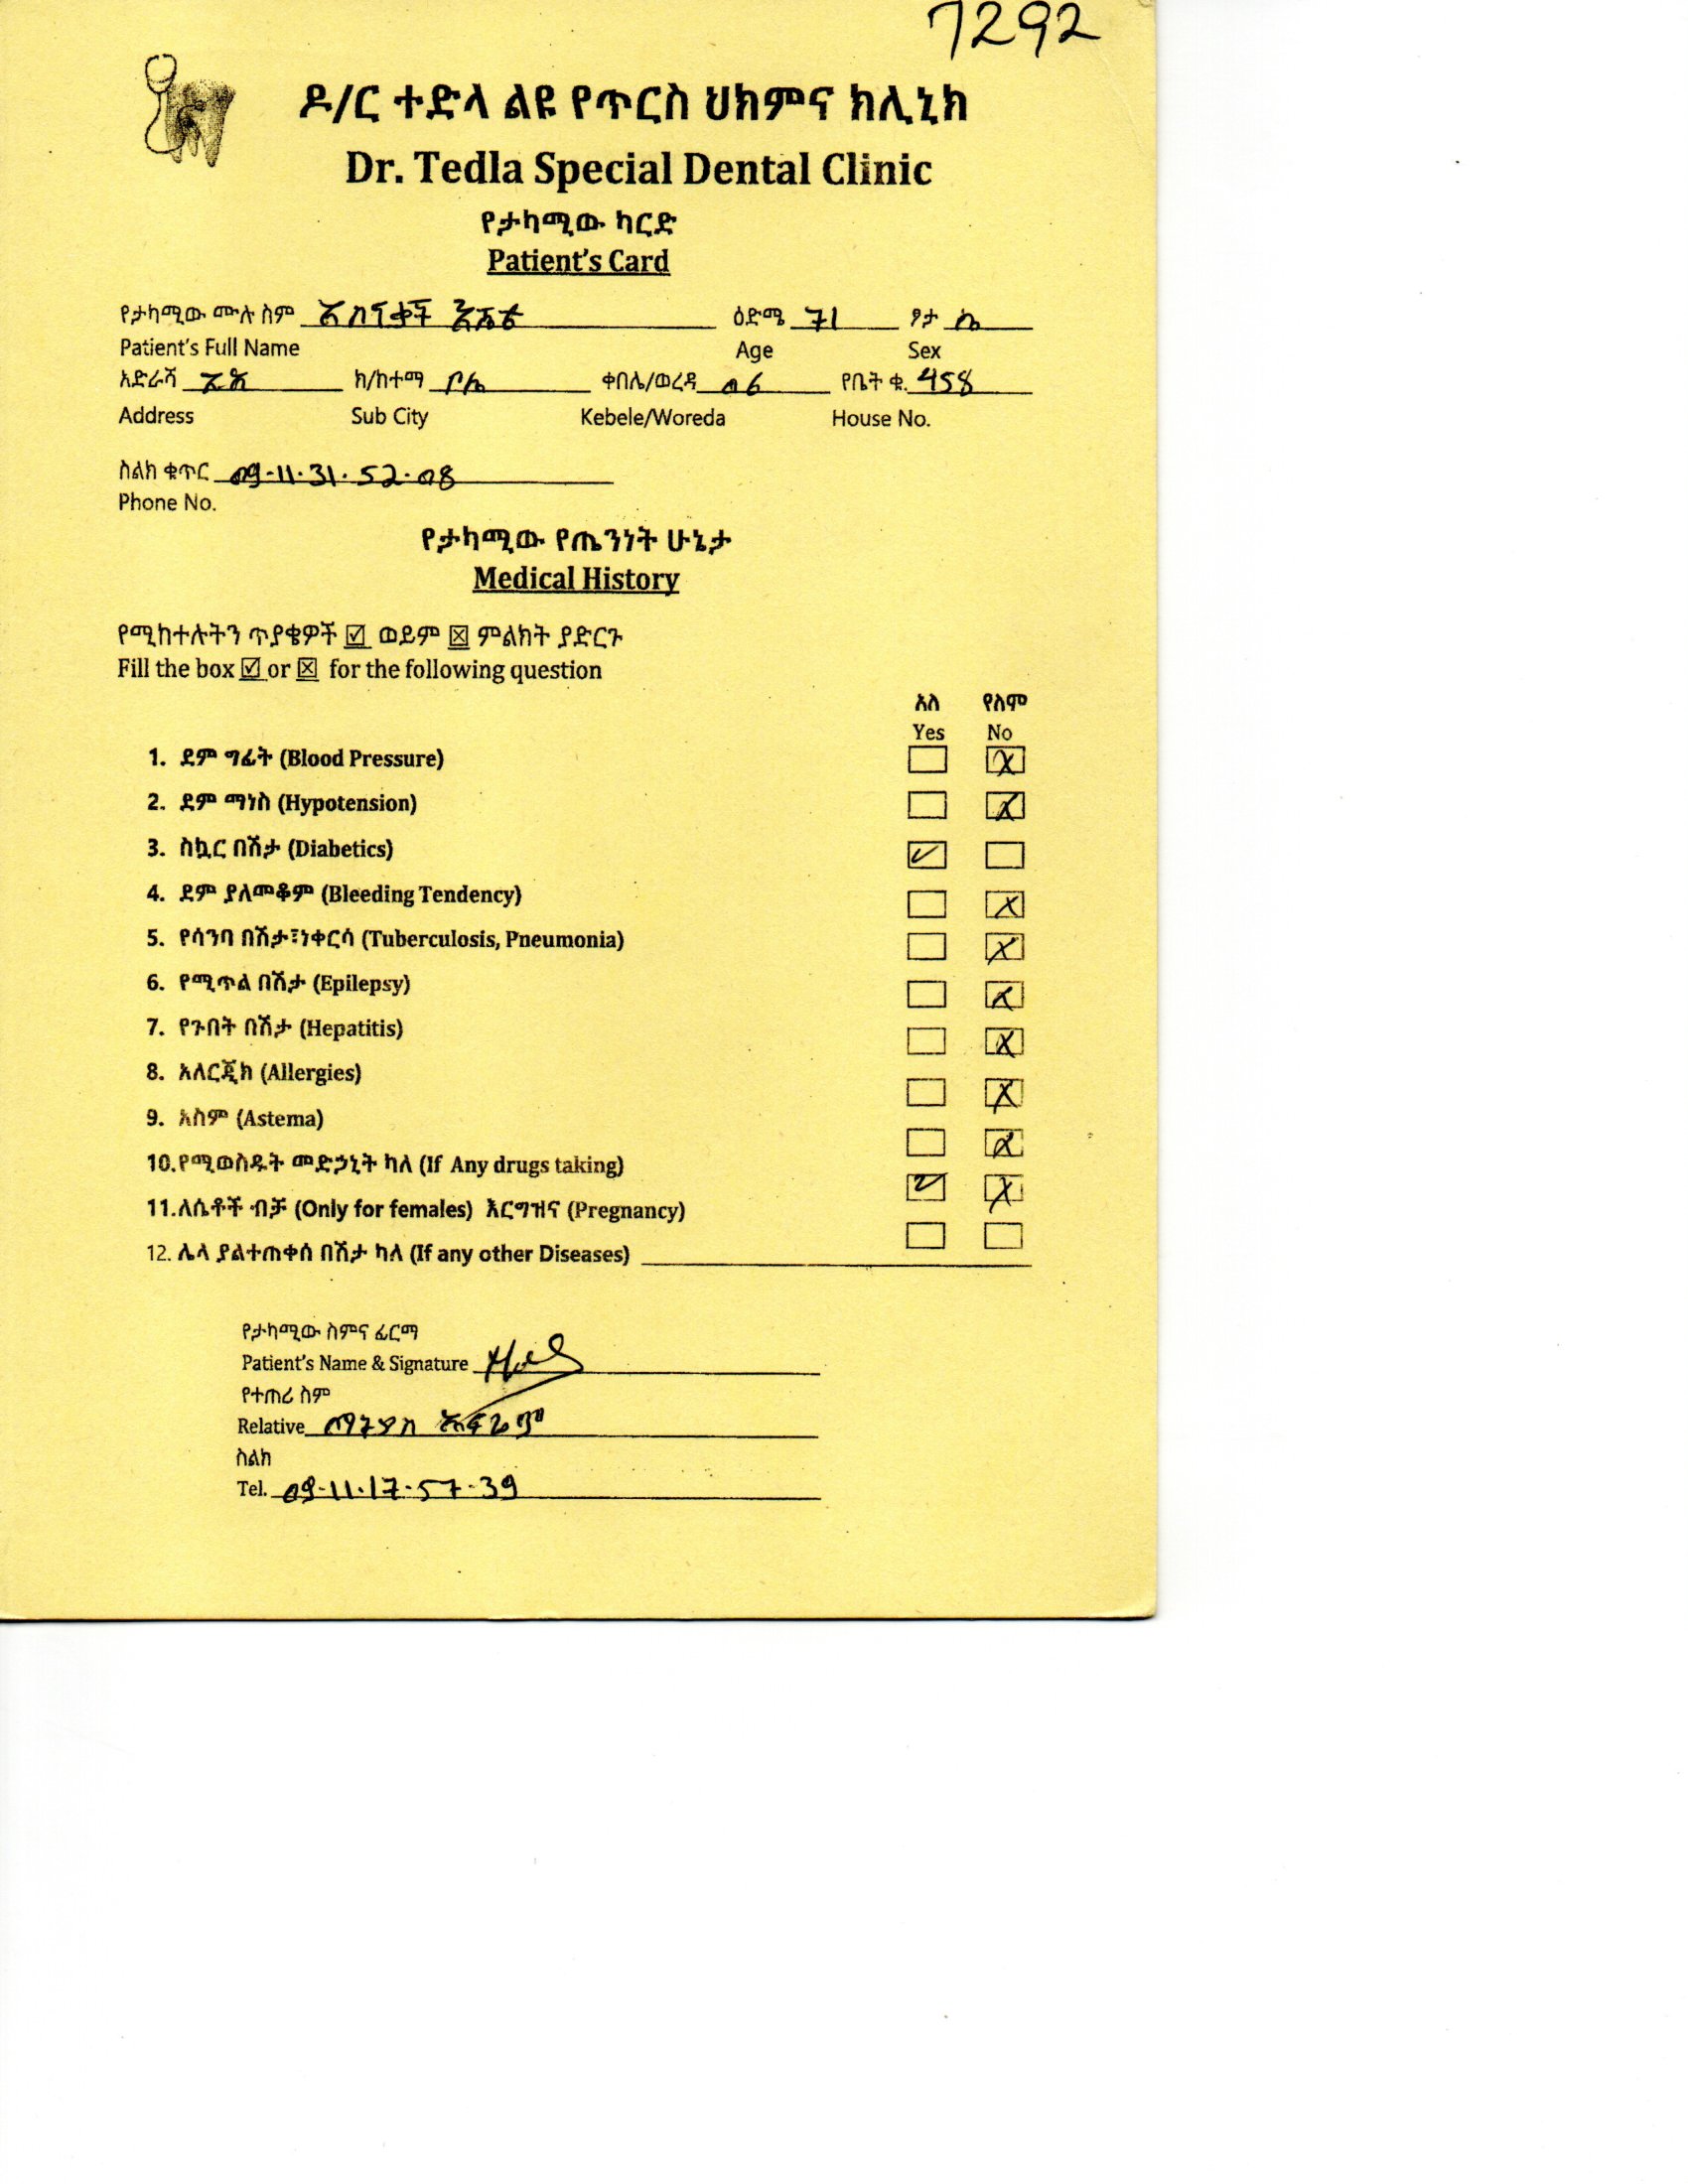 7292
ዶ/ር ተድላ ልዩ የጥርስ ህክምና ክሊኒክ
Dr. Tedla Special Dental Clinic
የታካሚው ካርድ
Patient's Card
የታካሚው ሙሉ ስም አስናቀች እሸቴ ዕድሜ 71 ፆታ ሴ
Patient's Full Name Age Sex
አድራሻ አአ ክ/ከተማ ቦሌ ቀበሌ/ወረዳ 06 የቤት ቁ. 458
Address Sub City Kebele/Woreda House No.
ስልክ ቁጥር 09-11-31-52-08
Phone No.
የታካሚው የጤንነት ሁኔታ
Medical History
የሚከተሉትን ጥያቄዎች ☑ ወይም ☒ ምልክት ያድርጉ
Fill the box ☑ or ☒ for the following question
አለ የለም
Yes No
1. ደም ግፊት (Blood Pressure)
2. ደም ማነስ (Hypotension)
3. ስኳር በሽታ (Diabetics)
4. ደም ያለመቆም (Bleeding Tendency)
5. የሳንባ በሽታ፣ነቀርሳ (Tuberculosis, Pneumonia)
6. የሚጥል በሽታ (Epilepsy)
7. የጉበት በሽታ (Hepatitis)
8. አለርጂክ (Allergies)
9. አስም (Astema)
10.የሚወስዱት መድኃኒት ካለ (If Any drugs taking)
11.ለሴቶች ብቻ (Only for females) እርግዝና (Pregnancy)
12. ሌላ ያልተጠቀሰ በሽታ ካለ (If any other Diseases)
የታካሚው ስምና ፊርማ
Patient's Name & Signature
የተጠሪ ስም
Relative ማትያስ ኤፍሬም
ስልክ
Tel. 09-11-17-57-39